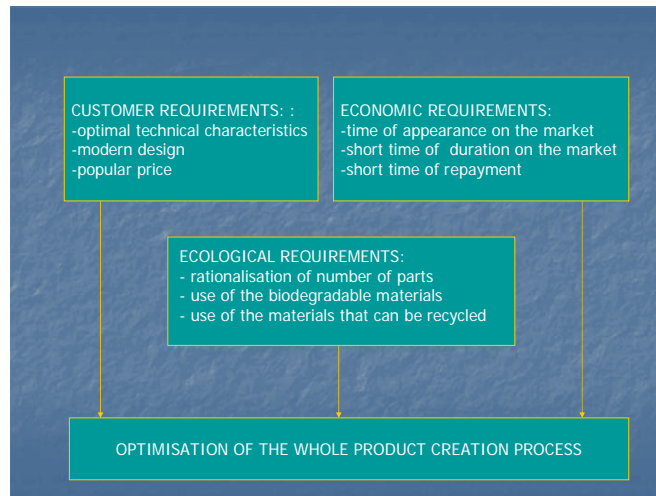 CUSTOMER REQUIREMENTS: :
-optimal technical characteristics
-modern design
-popular price
ECONOMIC REQUIREMENTS:
-time of appearance on the market
-short time of duration on the market
-short time of repayment
ECOLOGICAL REQUIREMENTS:
- rationalisation of number of parts
- use of the biodegradable materials
- use of the materials that can be recycled
OPTIMISATION OF THE WHOLE PRODUCT CREATION PROCESS